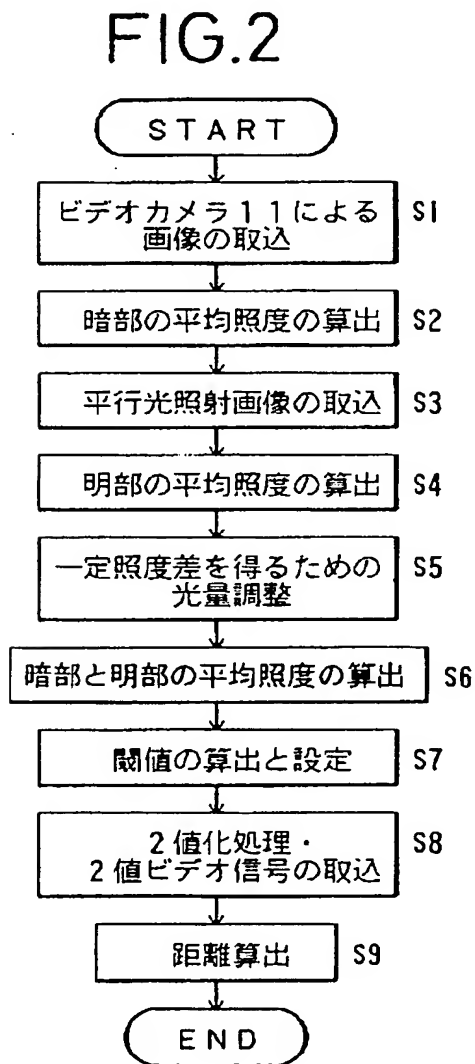 FIG.2
START
ビデオカメラ11による
画像の取込
S1
暗部の平均照度の算出
S2
平行光照射画像の取込
S3
明部の平均照度の算出
S4
一定照度差を得るための
光量調整
S5
暗部と明部の平均照度の算出
S6
閾値の算出と設定
S7
2値化処理・
2値ビデオ信号の取込
S8
距離算出
S9
END